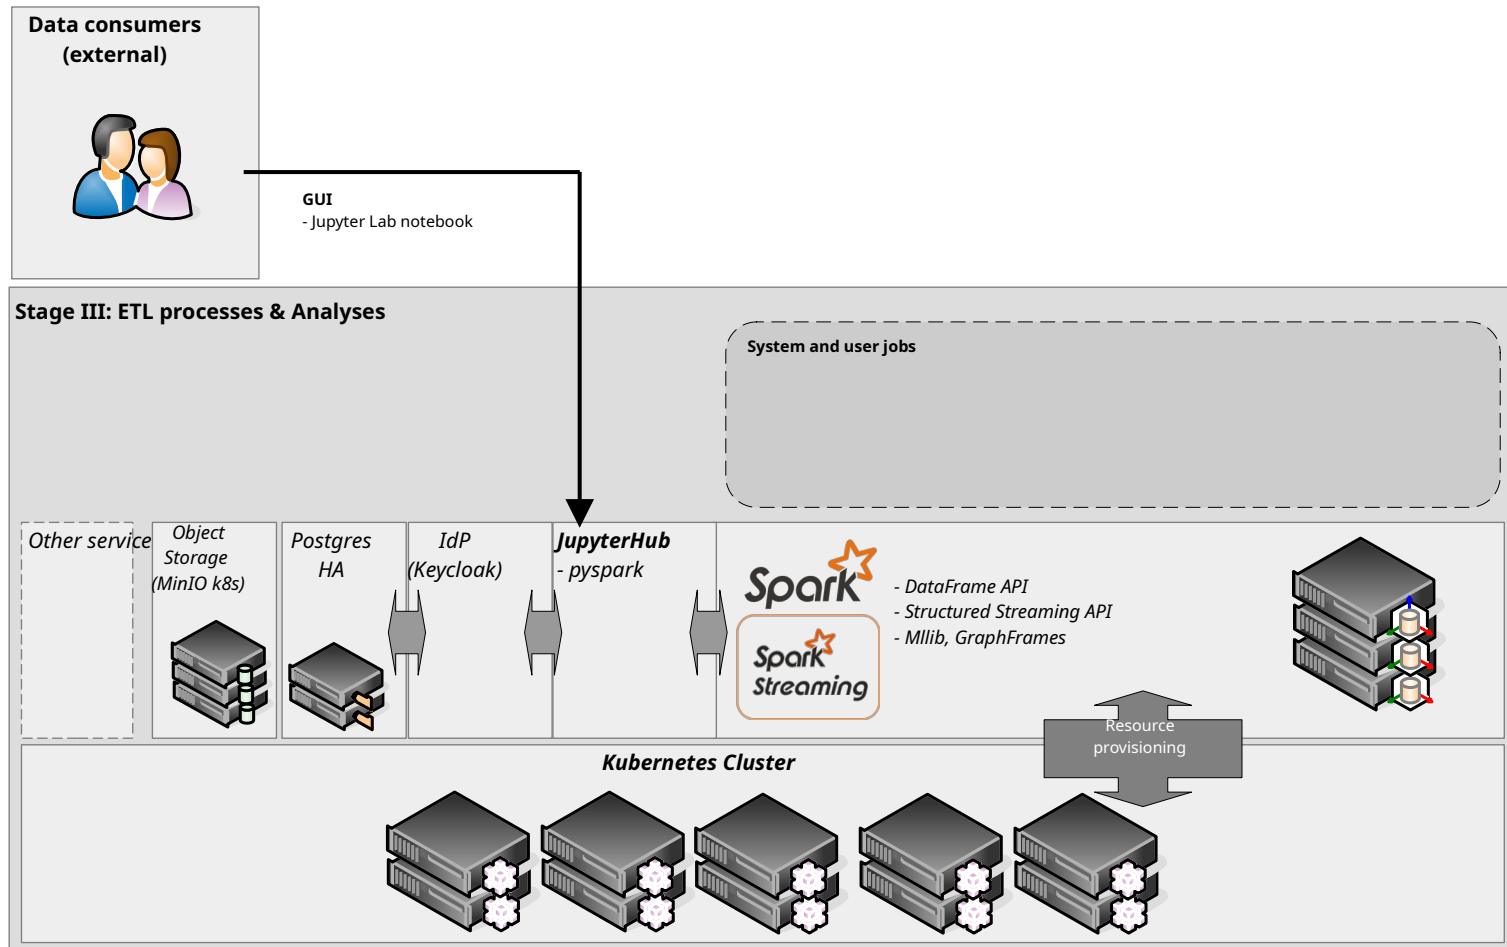 Data consumers
(external)
GUI
- Jupyter Lab notebook
Stage III: ETL processes & Analyses
System and user jobs
Other service
Object
Storage
(MinIO k8s)
Postgres
HA
IdP
(Keycloak)
JupyterHub
- pyspark
Spark
Spark
Streaming
- DataFrame API
- Structured Streaming API
- Mllib, GraphFrames
Resource
provisioning
Kubernetes Cluster